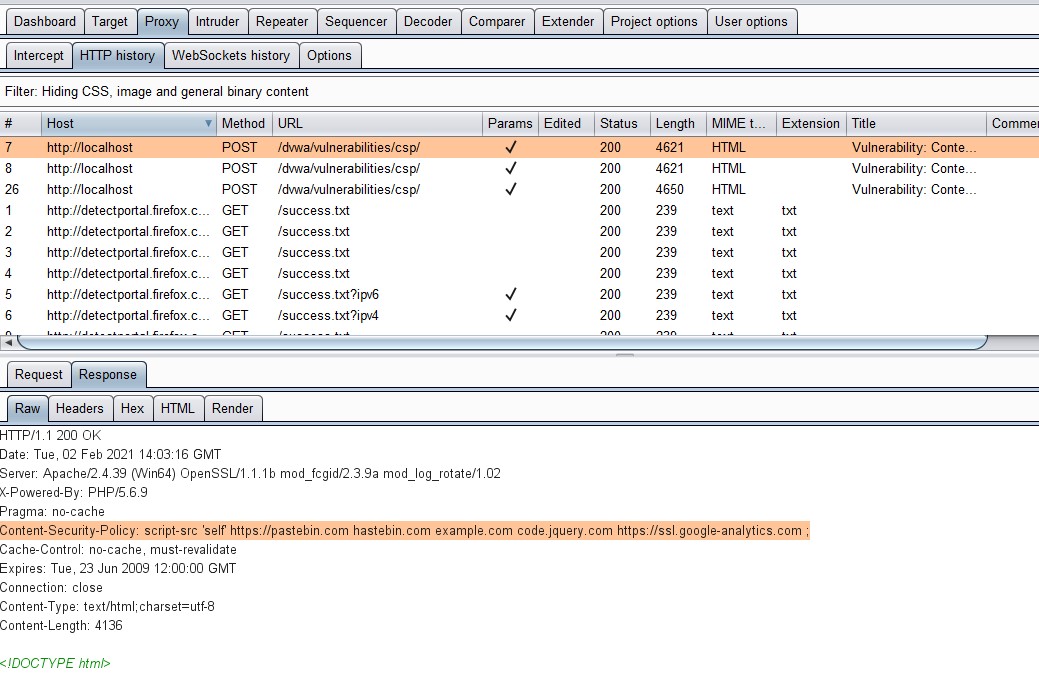 Dashboard Target Proxy Intruder Repeater Sequencer Decoder Comparer Extender Project options User options
Intercept HTTP history WebSockets history Options
Filter: Hiding CSS, image and general binary content
# Host Method URL Params Edited Status Length MIME t... Extension Title Commer
7 http://localhost POST /dvwa/vulnerabilities/csp/ ✓ 200 4621 HTML Vulnerability: Conte...
8 http://localhost POST /dvwa/vulnerabilities/csp/ ✓ 200 4621 HTML Vulnerability: Conte...
26 http://localhost POST /dvwa/vulnerabilities/csp/ ✓ 200 4650 HTML Vulnerability: Conte...
1 http://detectportal.firefox.c... GET /success.txt 200 239 text txt
2 http://detectportal.firefox.c... GET /success.txt 200 239 text txt
3 http://detectportal.firefox.c... GET /success.txt 200 239 text txt
4 http://detectportal.firefox.c... GET /success.txt 200 239 text txt
5 http://detectportal.firefox.c... GET /success.txt?ipv6 ✓ 200 239 text txt
6 http://detectportal.firefox.c... GET /success.txt?ipv4 ✓ 200 239 text txt
Request Response
Raw Headers Hex HTML Render
HTTP/1.1 200 OK
Date: Tue, 02 Feb 2021 14:03:16 GMT
Server: Apache/2.4.39 (Win64) OpenSSL/1.1.1b mod_fcgid/2.3.9a mod_log_rotate/1.02
X-Powered-By: PHP/5.6.9
Pragma: no-cache
Content-Security-Policy: script-src 'self' https://pastebin.com hastebin.com example.com code.jquery.com https://ssl.google-analytics.com ;
Cache-Control: no-cache, must-revalidate
Expires: Tue, 23 Jun 2009 12:00:00 GMT
Connection: close
Content-Type: text/html;charset=utf-8
Content-Length: 4136
<!DOCTYPE html>